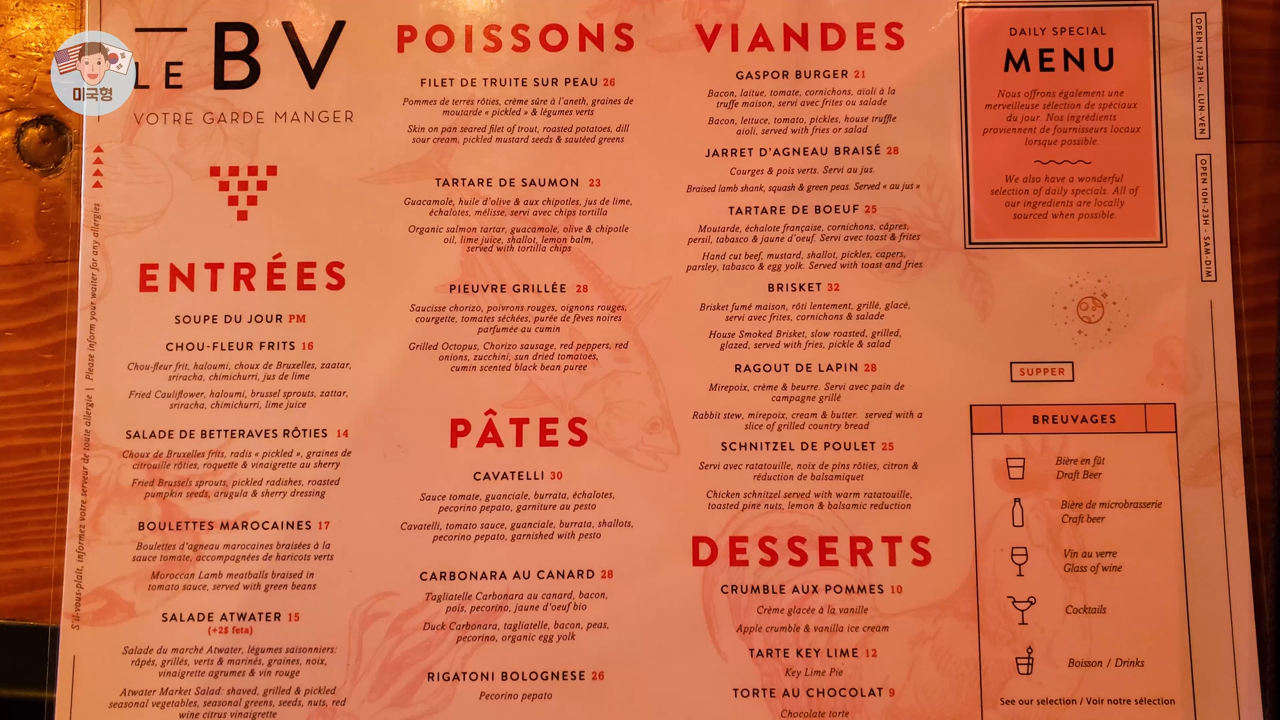 미국형
LE BV
VOTRE GARDE MANGER
S'il-vous-plaît, informez votre serveur de toute allergie | Please inform your waiter for any allergies
ENTRÉES
SOUPE DU JOUR PM
CHOU-FLEUR FRITS 16
Chou-fleur frit, haloumi, choux de Bruxelles, zaatar,
sriracha, chimichurri, jus de lime
Fried Cauliflower, haloumi, brussel sprouts, zattar,
sriracha, chimichurri, lime juice
SALADE DE BETTERAVES RÔTIES 14
Choux de Bruxelles frits, radis « pickled », graines de
citrouille rôties, roquette & vinaigrette au sherry
Fried Brussels sprouts, pickled radishes, roasted
pumpkin seeds, arugula & sherry dressing
BOULETTES MAROCAINES 17
Boulettes d'agneau marocaines braisées à la
sauce tomate, accompagnées de haricots verts
Moroccan Lamb meatballs braised in
tomato sauce, served with green beans
SALADE ATWATER 15
(+2$ feta)
Salade du marché Atwater, légumes saisonniers:
râpés, grillés, verts & marinés, graines, noix,
vinaigrette agrumes & vin rouge
Atwater Market Salad: shaved, grilled & pickled
seasonal vegetables, seasonal greens, seeds, nuts, red
wine citrus vinaigrette
POISSONS
FILET DE TRUITE SUR PEAU 26
Pommes de terres rôties, crème sûre à l'aneth, graines de
moutarde « pickled » & légumes verts
Skin on pan seared filet of trout, roasted potatoes, dill
sour cream, pickled mustard seeds & sautéed greens
TARTARE DE SAUMON 23
Guacamole, huile d'olive & aux chipotles, jus de lime,
échalotes, mélisse, servi avec chips tortilla
Organic salmon tartar, guacamole, olive & chipotle
oil, lime juice, shallot, lemon balm,
served with tortilla chips
PIEUVRE GRILLÉE 28
Saucisse chorizo, poivrons rouges, oignons rouges,
courgette, tomates séchées, purée de fèves noires
parfumée au cumin
Grilled Octopus, Chorizo sausage, red peppers, red
onions, zucchini, sun dried tomatoes,
cumin scented black bean puree
PÂTES
CAVATELLI 30
Sauce tomate, guanciale, burrata, échalotes,
pecorino pepato, garniture au pesto
Cavatelli, tomato sauce, guanciale, burrata, shallots,
pecorino pepato, garnished with pesto
CARBONARA AU CANARD 28
Tagliatelle Carbonara au canard, bacon,
pois, pecorino, jaune d'oeuf bio
Duck Carbonara, tagliatelle, bacon, peas,
pecorino, organic egg yolk
RIGATONI BOLOGNESE 26
Pecorino pepato
VIANDES
GASPOR BURGER 21
Bacon, laitue, tomate, cornichons, aioli à la
truffe maison, servi avec frites ou salade
Bacon, lettuce, tomato, pickles, house truffle
aioli, served with fries or salad
JARRET D'AGNEAU BRAISÉ 28
Courges & pois verts. Servi au jus.
Braised lamb shank, squash & green peas. Served « au jus »
TARTARE DE BOEUF 25
Moutarde, échalote française, cornichons, câpres,
persil, tabasco & jaune d'oeuf. Servi avec toast & frites
Hand cut beef, mustard, shallot, pickles, capers,
parsley, tabasco & egg yolk. Served with toast and fries
BRISKET 32
Brisket fumé maison, rôti lentement, grillé, glacé,
servi avec frites, cornichons & salade
House Smoked Brisket, slow roasted, grilled,
glazed, served with fries, pickle & salad
RAGOUT DE LAPIN 28
Mirepoix, crème & beurre. Servi avec pain de
campagne grillé
Rabbit stew, mirepoix, cream & butter. served with a
slice of grilled country bread
SCHNITZEL DE POULET 25
Servi avec ratatouille, noix de pins rôties, citron &
réduction de balsamiquet
Chicken schnitzel served with warm ratatouille,
toasted pine nuts, lemon & balsamic reduction
DESSERTS
CRUMBLE AUX POMMES 10
Crème glacée à la vanille
Apple crumble & vanilla ice cream
TARTE KEY LIME 12
Key Lime Pie
TORTE AU CHOCOLAT 9
Chocolate torte
DAILY SPECIAL
MENU
Nous offrons également une
merveilleuse sélection de spéciaux
du jour. Nos ingrédients
proviennent de fournisseurs locaux
lorsque possible.
We also have a wonderful
selection of daily specials. All of
our ingredients are locally
sourced when possible.
OPEN 17H-23H - LUN-VEN
OPEN 10H-23H - SAM-DIM
SUPPER
BREUVAGES
Bière en fût
Draft Beer
Bière de microbrasserie
Craft beer
Vin au verre
Glass of wine
Cocktails
Boisson / Drinks
See our selection / Voir notre sélection